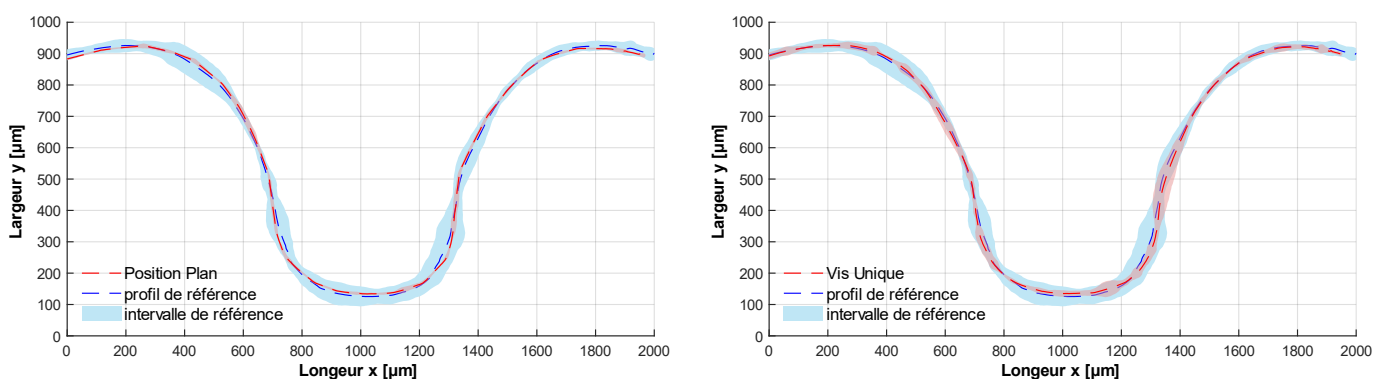 1000
900
800
700
600
500
400
300
200
100
0
Largeur y [µm]
Position Plan
profil de référence
intervalle de référence
0 200 400 600 800 1000 1200 1400 1600 1800 2000
Longeur x [µm]
1000
900
800
700
600
500
400
300
200
100
0
Largeur y [µm]
Vis Unique
profil de référence
intervalle de référence
0 200 400 600 800 1000 1200 1400 1600 1800 2000
Longeur x [µm]